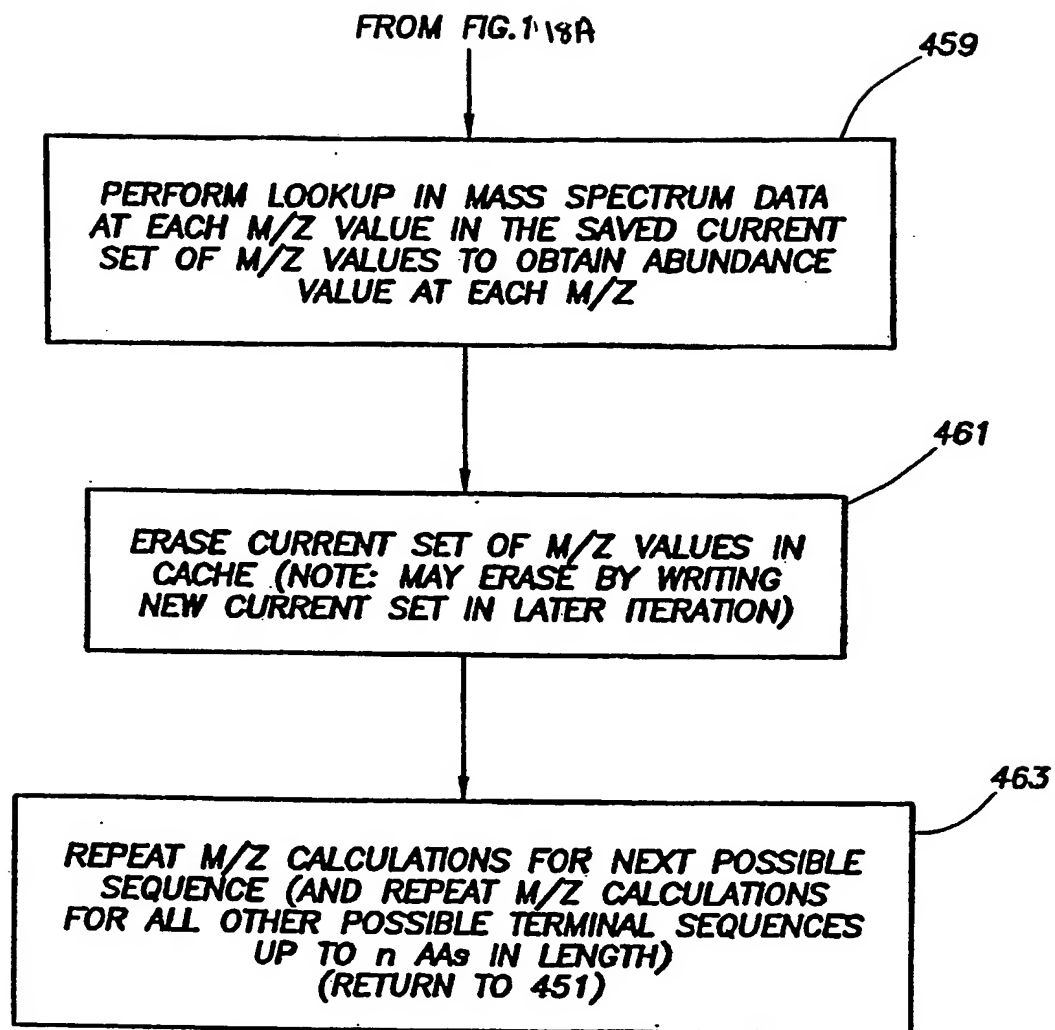 FROM FIG.1'18A
459
PERFORM LOOKUP IN MASS SPECTRUM DATA
AT EACH M/Z VALUE IN THE SAVED CURRENT
SET OF M/Z VALUES TO OBTAIN ABUNDANCE
VALUE AT EACH M/Z
461
ERASE CURRENT SET OF M/Z VALUES IN
CACHE (NOTE: MAY ERASE BY WRITING
NEW CURRENT SET IN LATER ITERATION)
463
REPEAT M/Z CALCULATIONS FOR NEXT POSSIBLE
SEQUENCE (AND REPEAT M/Z CALCULATIONS
FOR ALL OTHER POSSIBLE TERMINAL SEQUENCES
UP TO n AAs IN LENGTH)
(RETURN TO 451)